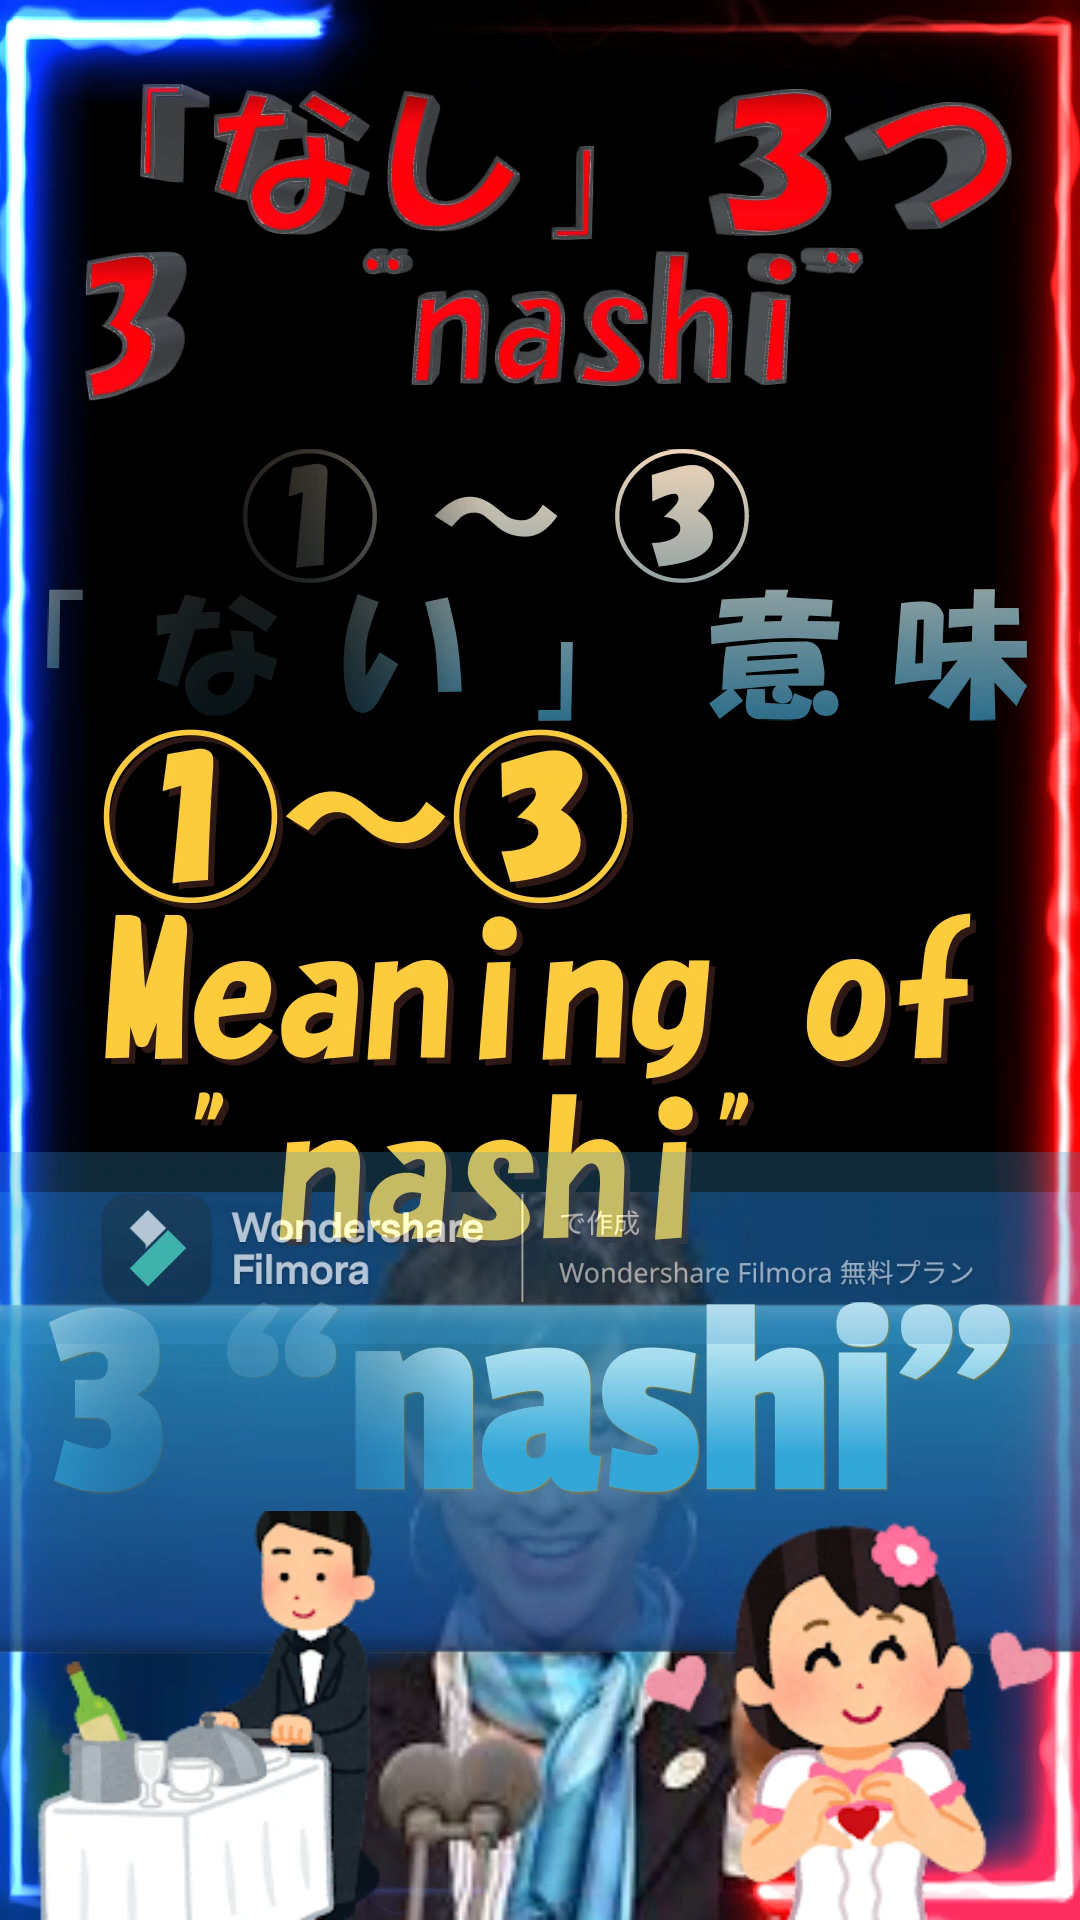 「なし」3つ
3 "nashi"
①～③
「ない」意味
①～③
Meaning of
"nashi"
Wondershare
Filmora
で作成
Wondershare Filmora 無料プラン
3 “nashi”